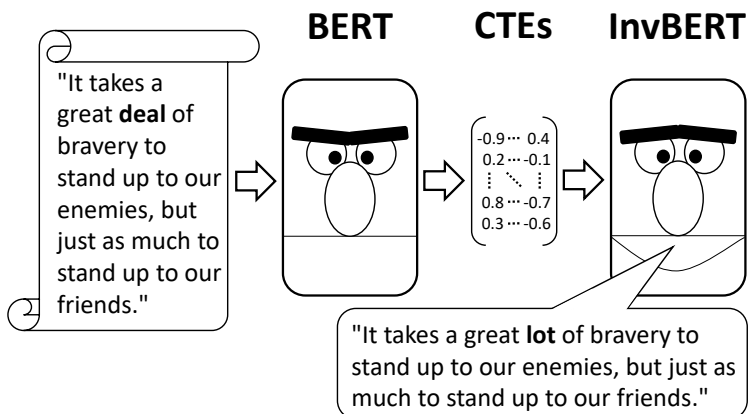 BERT CTEs InvBERT
"It takes a
great deal of
bravery to
stand up to our
enemies, but
just as much to
stand up to our
friends."
-0.9 ··· 0.4
0.2 ··· -0.1
⋮ ⋱ ⋮
0.8 ··· -0.7
0.3 ··· -0.6
"It takes a great lot of bravery to
stand up to our enemies, but just as
much to stand up to our friends."